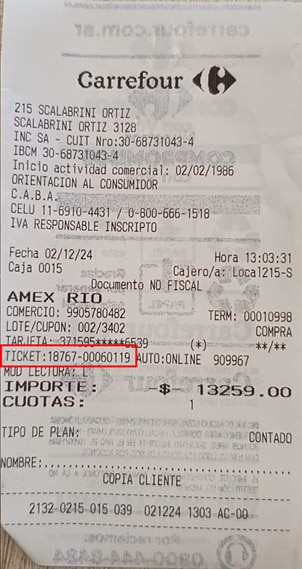 Carrefour
215 SCALABRINI ORTIZ
SCALABRINI ORTIZ 3128
INC SA - CUIT Nro:30-68731043-4
IBCM 30-68731043-4
Inicio actividad comercial: 02/02/1986
ORIENTACION AL CONSUMIDOR
C.A.B.A.
CELU 11-6910-4431 / 0-800-666-1518
IVA RESPONSABLE INSCRIPTO
Fecha 02/12/24 Hora 13:03:31
Caja 0015 Cajero/a: Local215-S
Documento NO FISCAL
AMEX RIO
COMERCIO: 9905780482 TERM: 00010998
LOTE/CUPON: 002/3402 COMPRA
TARJETA: 371595*****6539 (*) **/**
TICKET:18767-00060119 AUTO:ONLINE 909967
MOD LECTURA: L
IMPORTE: -$- 13259.00
CUOTAS: 1
TIPO DE PLAN: CONTADO
NOMBRE:
COPIA CLIENTE
2132 0215 015 039 021224 1303 AC-00